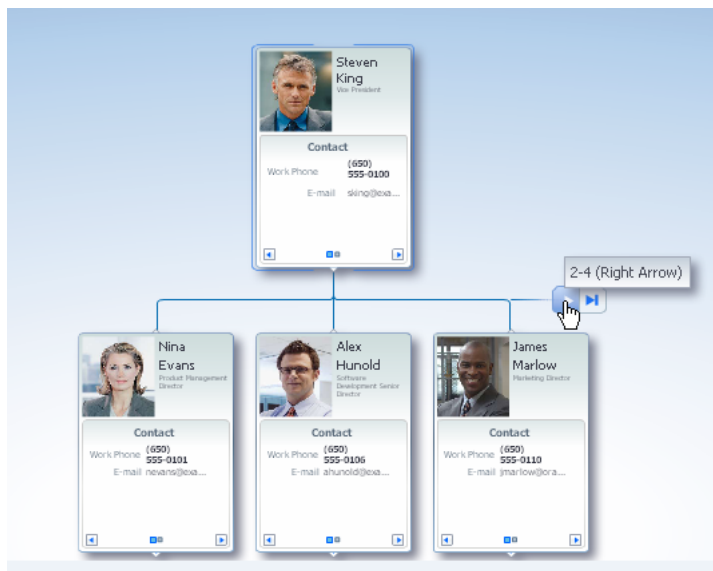 Steven
King
Vice President
Contact
Work Phone (650)
555-0100
E-mail sking@exa....
2-4 (Right Arrow)
Nina
Evans
Product Management
Director
Contact
Work Phone (650)
555-0101
E-mail nevans@exa....
Alex
Hunold
Software
Development Senior
Director
Contact
Work Phone (650)
555-0106
E-mail ahunold@exa....
James
Marlow
Marketing Director
Contact
Work Phone (650)
555-0110
E-mail jmarlow@ora....